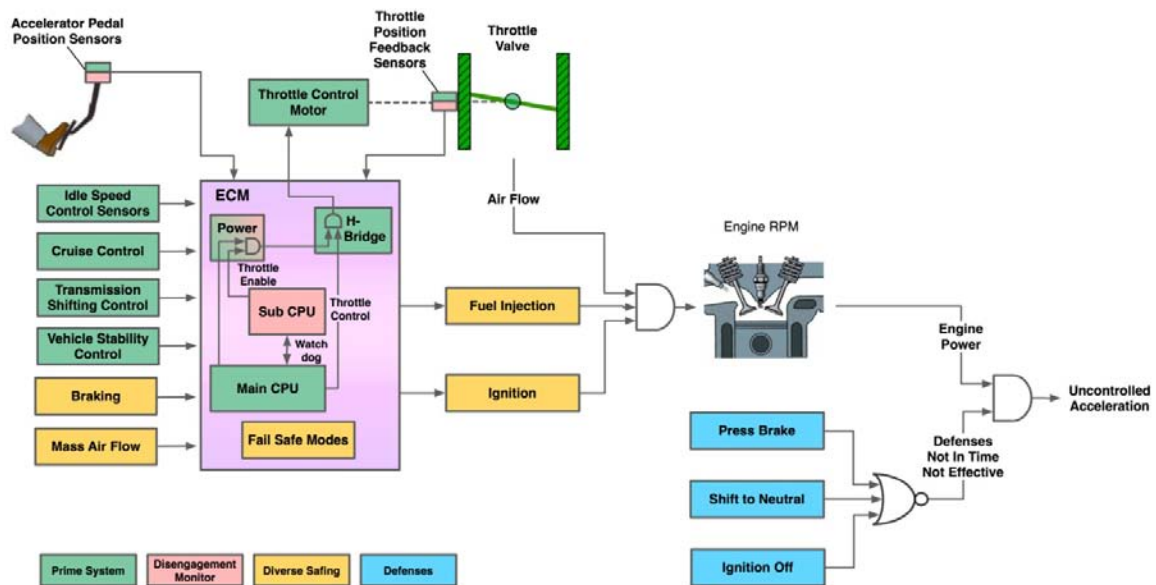 Accelerator Pedal
Position Sensors
Throttle
Position
Feedback
Sensors
Throttle
Valve
Throttle Control
Motor
ECM
Idle Speed
Control Sensors
Cruise Control
Transmission
Shifting Control
Vehicle Stability
Control
Braking
Mass Air Flow
Power
H-
Bridge
Throttle
Enable
Sub CPU
Throttle
Control
Watch
dog
Main CPU
Fail Safe Modes
Air Flow
Fuel Injection
Ignition
Engine RPM
Engine
Power
Uncontrolled
Acceleration
Press Brake
Shift to Neutral
Ignition Off
Defenses
Not In Time
Not Effective
Prime System
Disengagement
Monitor
Diverse Safing
Defenses